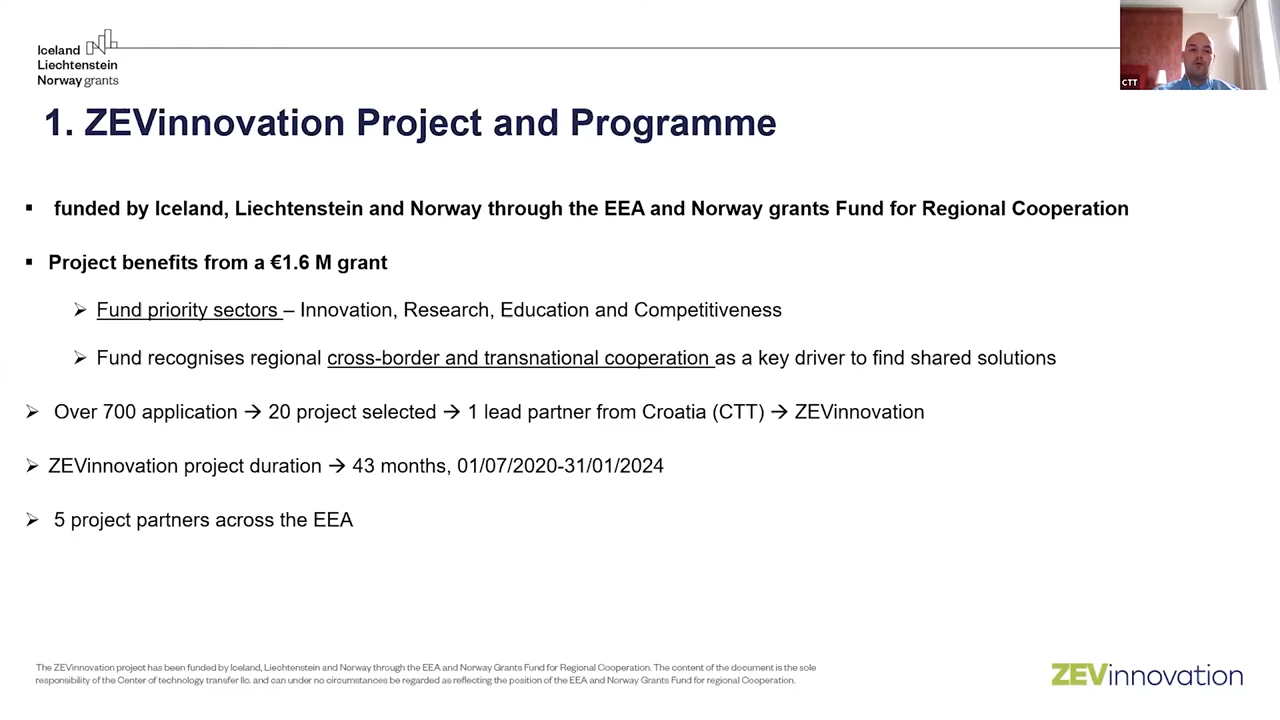 Iceland
Liechtenstein
Norway grants
CTT
1. ZEVinnovation Project and Programme
▪ funded by Iceland, Liechtenstein and Norway through the EEA and Norway grants Fund for Regional Cooperation
▪ Project benefits from a €1.6 M grant
➢ Fund priority sectors – Innovation, Research, Education and Competitiveness
➢ Fund recognises regional cross-border and transnational cooperation as a key driver to find shared solutions
➢ Over 700 application → 20 project selected → 1 lead partner from Croatia (CTT) → ZEVinnovation
➢ ZEVinnovation project duration → 43 months, 01/07/2020-31/01/2024
➢ 5 project partners across the EEA
The ZEVinnovation project has been funded by Iceland, Liechtenstein and Norway through the EEA and Norway Grants Fund for Regional Cooperation. The content of the document is the sole
responsibility of the Center of technology transfer llc. and can under no circumstances be regarded as reflecting the position of the EEA and Norway Grants Fund for regional Cooperation.
ZEVinnovation